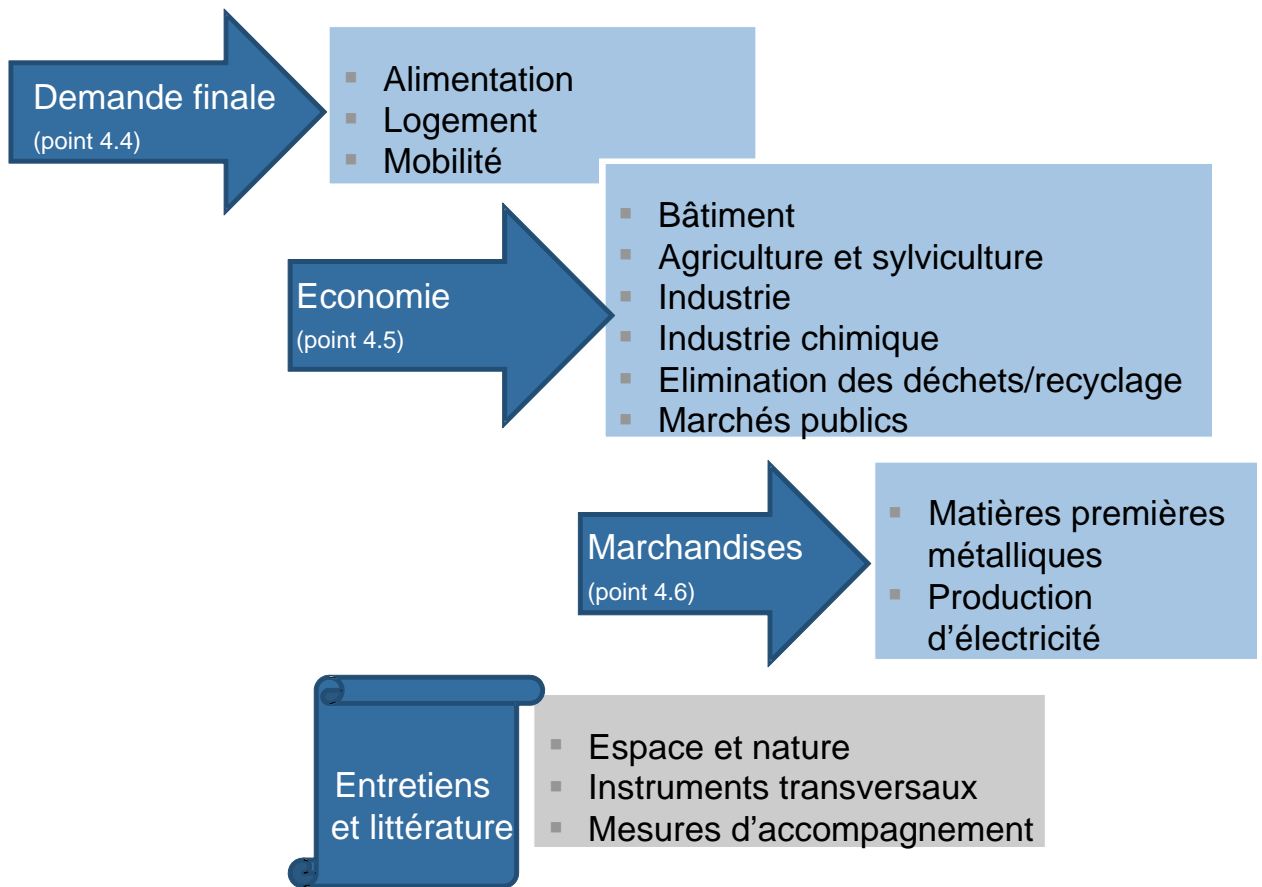 Demande finale
(point 4.4)
▪ Alimentation
▪ Logement
▪ Mobilité
Economie
(point 4.5)
▪ Bâtiment
▪ Agriculture et sylviculture
▪ Industrie
▪ Industrie chimique
▪ Elimination des déchets/recyclage
▪ Marchés publics
Marchandises
(point 4.6)
▪ Matières premières
métalliques
▪ Production
d’électricité
Entretiens
et littérature
▪ Espace et nature
▪ Instruments transversaux
▪ Mesures d’accompagnement